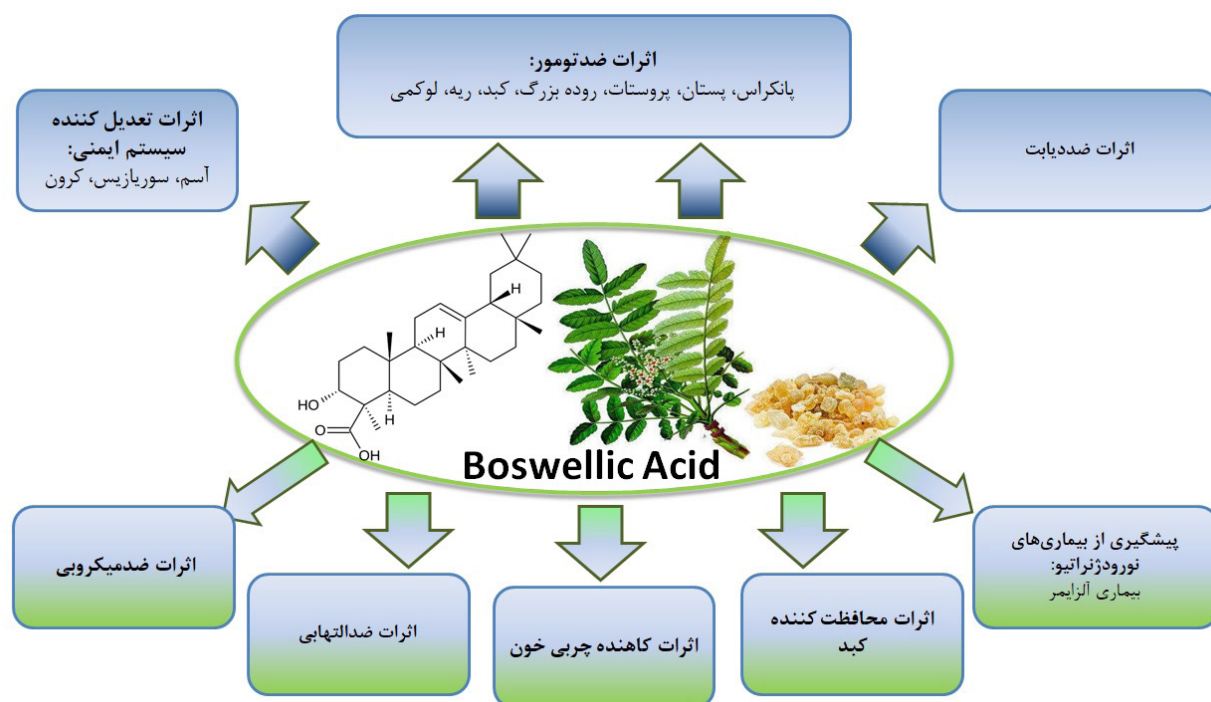 اثرات ضدتومور:
پانکراس، پستان، پروستات، روده بزرگ، کبد، ریه، لوکمی
اثرات ضددیابت
اثرات تعدیل کننده
سیستم ایمنی:
آسم، سوریازیس، کرون
H
H
HO
H
O
OH
Boswellic Acid
پیشگیری از بیماری‌های
نورودژنراتیو:
بیماری آلزایمر
اثرات محافظت کننده
کبد
اثرات کاهنده چربی خون
اثرات ضدالتهابی
اثرات ضدمیکروبی